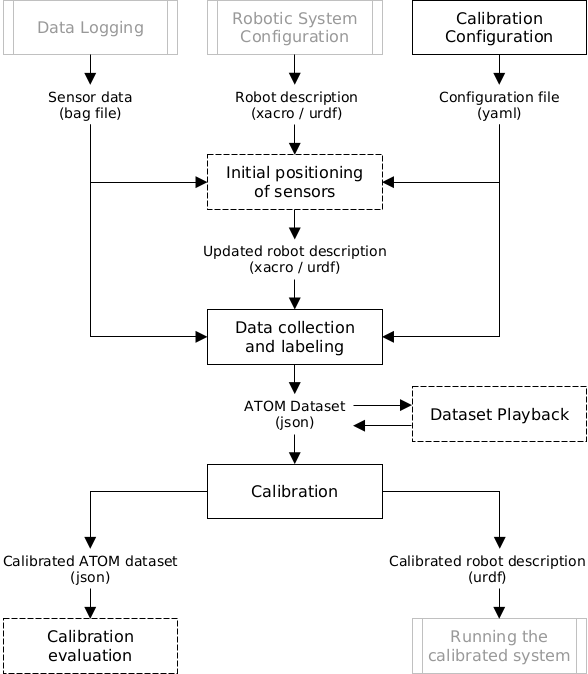 Data Logging
Robotic System
Configuration
Calibration
Configuration
Sensor data
(bag file)
Robot description
(xacro / urdf)
Configuration file
(yaml)
Initial positioning
of sensors
Updated robot description
(xacro / urdf)
Data collection
and labeling
ATOM Dataset
(json)
Dataset Playback
Calibration
Calibrated ATOM dataset
(json)
Calibrated robot description
(urdf)
Calibration
evaluation
Running the
calibrated system